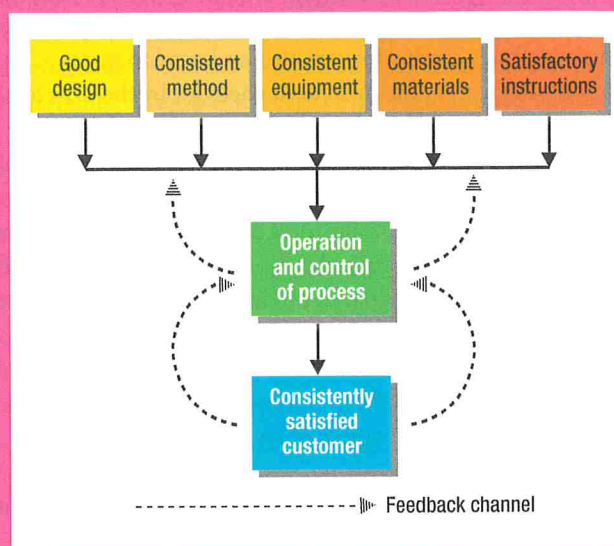 Good
design
Consistent
method
Consistent
equipment
Consistent
materials
Satisfactory
instructions
Operation
and control
of process
Consistently
satisfied
customer
Feedback channel